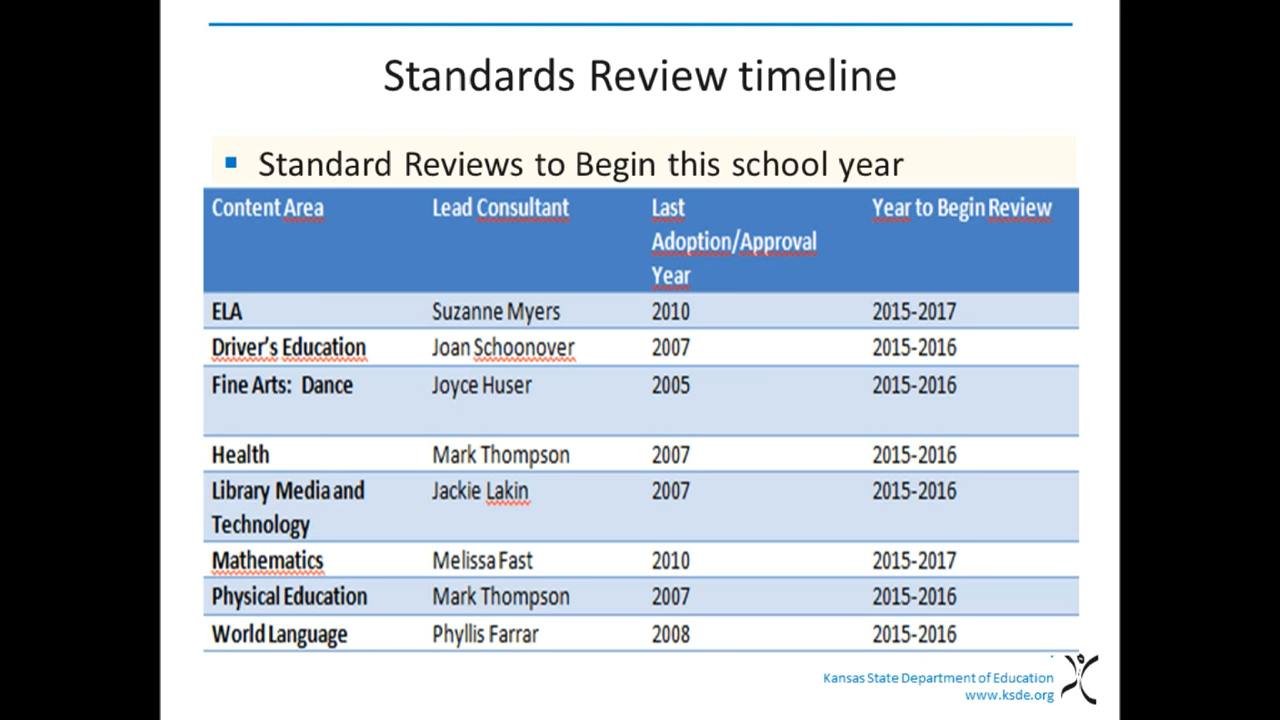 Standards Review timeline
▪ Standard Reviews to Begin this school year
Content Area Lead Consultant Last Adoption/Approval Year Year to Begin Review
ELA Suzanne Myers 2010 2015-2017
Driver's Education Joan Schoonover 2007 2015-2016
Fine Arts: Dance Joyce Huser 2005 2015-2016
Health Mark Thompson 2007 2015-2016
Library Media and Technology Jackie Lakin 2007 2015-2016
Mathematics Melissa Fast 2010 2015-2017
Physical Education Mark Thompson 2007 2015-2016
World Language Phyllis Farrar 2008 2015-2016
Kansas State Department of Education
www.ksde.org